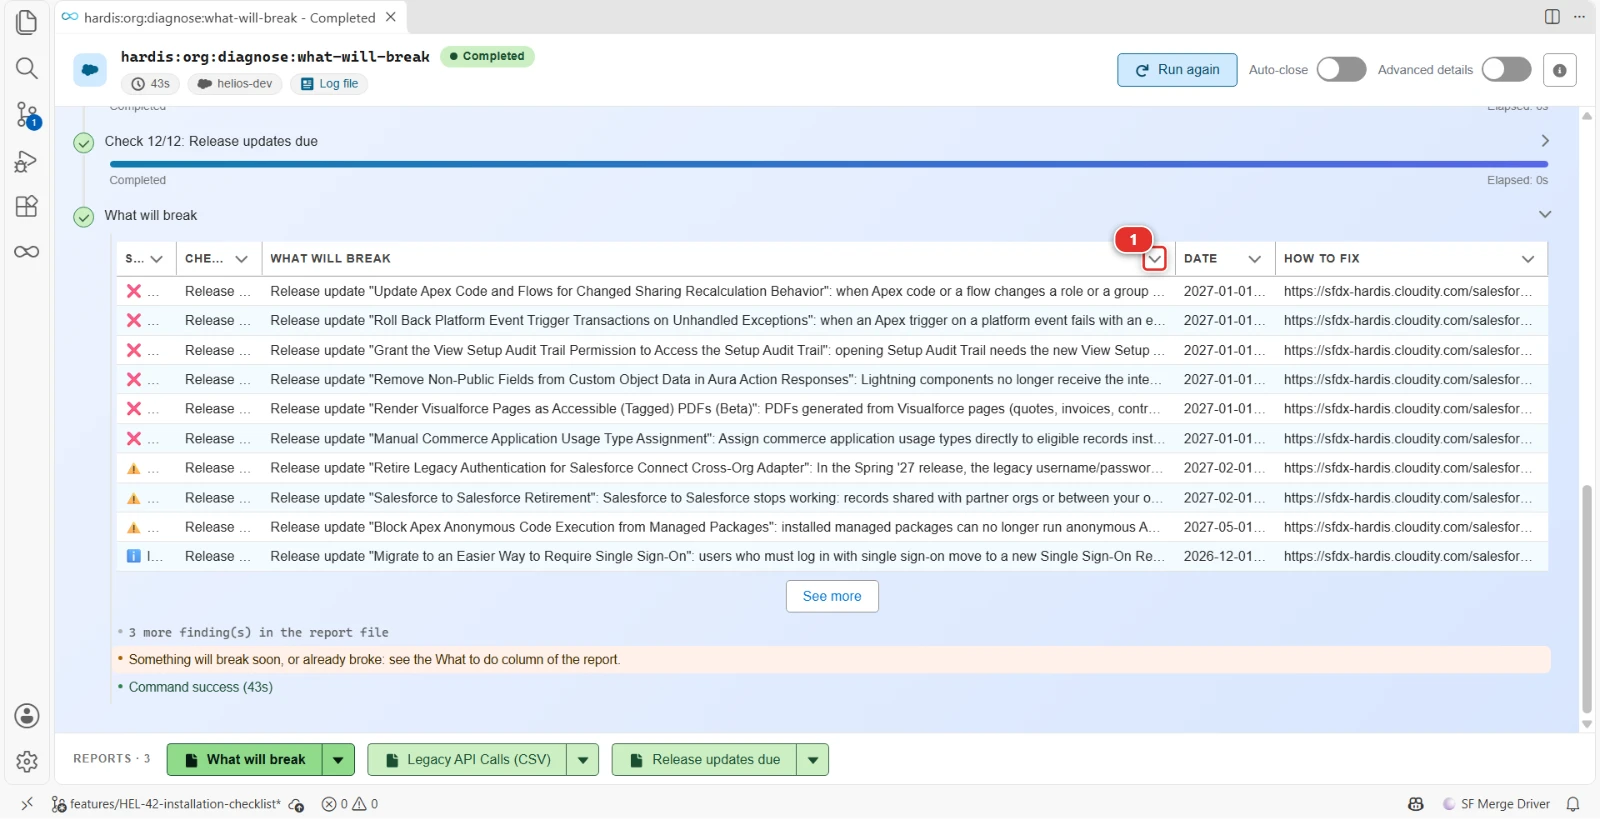 hardis:org:diagnose:what-will-break - Completed
hardis:org:diagnose:what-will-break
Completed
43s
helios-dev
Log file
Run again
Auto-close
Advanced details
1
Completed
Elapsed: 0s
Check 12/12: Release updates due
Completed
Elapsed: 0s
What will break
1
S... CHE... WHAT WILL BREAK DATE HOW TO FIX
... Release ... Release update "Update Apex Code and Flows for Changed Sharing Recalculation Behavior": when Apex code or a flow changes a role or a group ... 2027-01-01... https://sfdx-hardis.cloudity.com/salesfor...
... Release ... Release update "Roll Back Platform Event Trigger Transactions on Unhandled Exceptions": when an Apex trigger on a platform event fails with an e... 2027-01-01... https://sfdx-hardis.cloudity.com/salesfor...
... Release ... Release update "Grant the View Setup Audit Trail Permission to Access the Setup Audit Trail": opening Setup Audit Trail needs the new View Setup ... 2027-01-01... https://sfdx-hardis.cloudity.com/salesfor...
... Release ... Release update "Remove Non-Public Fields from Custom Object Data in Aura Action Responses": Lightning components no longer receive the inte... 2027-01-01... https://sfdx-hardis.cloudity.com/salesfor...
... Release ... Release update "Render Visualforce Pages as Accessible (Tagged) PDFs (Beta)": PDFs generated from Visualforce pages (quotes, invoices, contr... 2027-01-01... https://sfdx-hardis.cloudity.com/salesfor...
... Release ... Release update "Manual Commerce Application Usage Type Assignment": Assign commerce application usage types directly to eligible records inst... 2027-01-01... https://sfdx-hardis.cloudity.com/salesfor...
... Release ... Release update "Retire Legacy Authentication for Salesforce Connect Cross-Org Adapter": In the Spring '27 release, the legacy username/passwor... 2027-02-01... https://sfdx-hardis.cloudity.com/salesfor...
... Release ... Release update "Salesforce to Salesforce Retirement": Salesforce to Salesforce stops working: records shared with partner orgs or between your o... 2027-02-01... https://sfdx-hardis.cloudity.com/salesfor...
... Release ... Release update "Block Apex Anonymous Code Execution from Managed Packages": installed managed packages can no longer run anonymous A... 2027-05-01... https://sfdx-hardis.cloudity.com/salesfor...
I... Release ... Release update "Migrate to an Easier Way to Require Single Sign-On": users who must log in with single sign-on move to a new Single Sign-On Re... 2026-12-01... https://sfdx-hardis.cloudity.com/salesfor...
See more
3 more finding(s) in the report file
Something will break soon, or already broke: see the What to do column of the report.
Command success (43s)
REPORTS · 3
What will break
Legacy API Calls (CSV)
Release updates due
features/HEL-42-installation-checklist*
0 0
SF Merge Driver